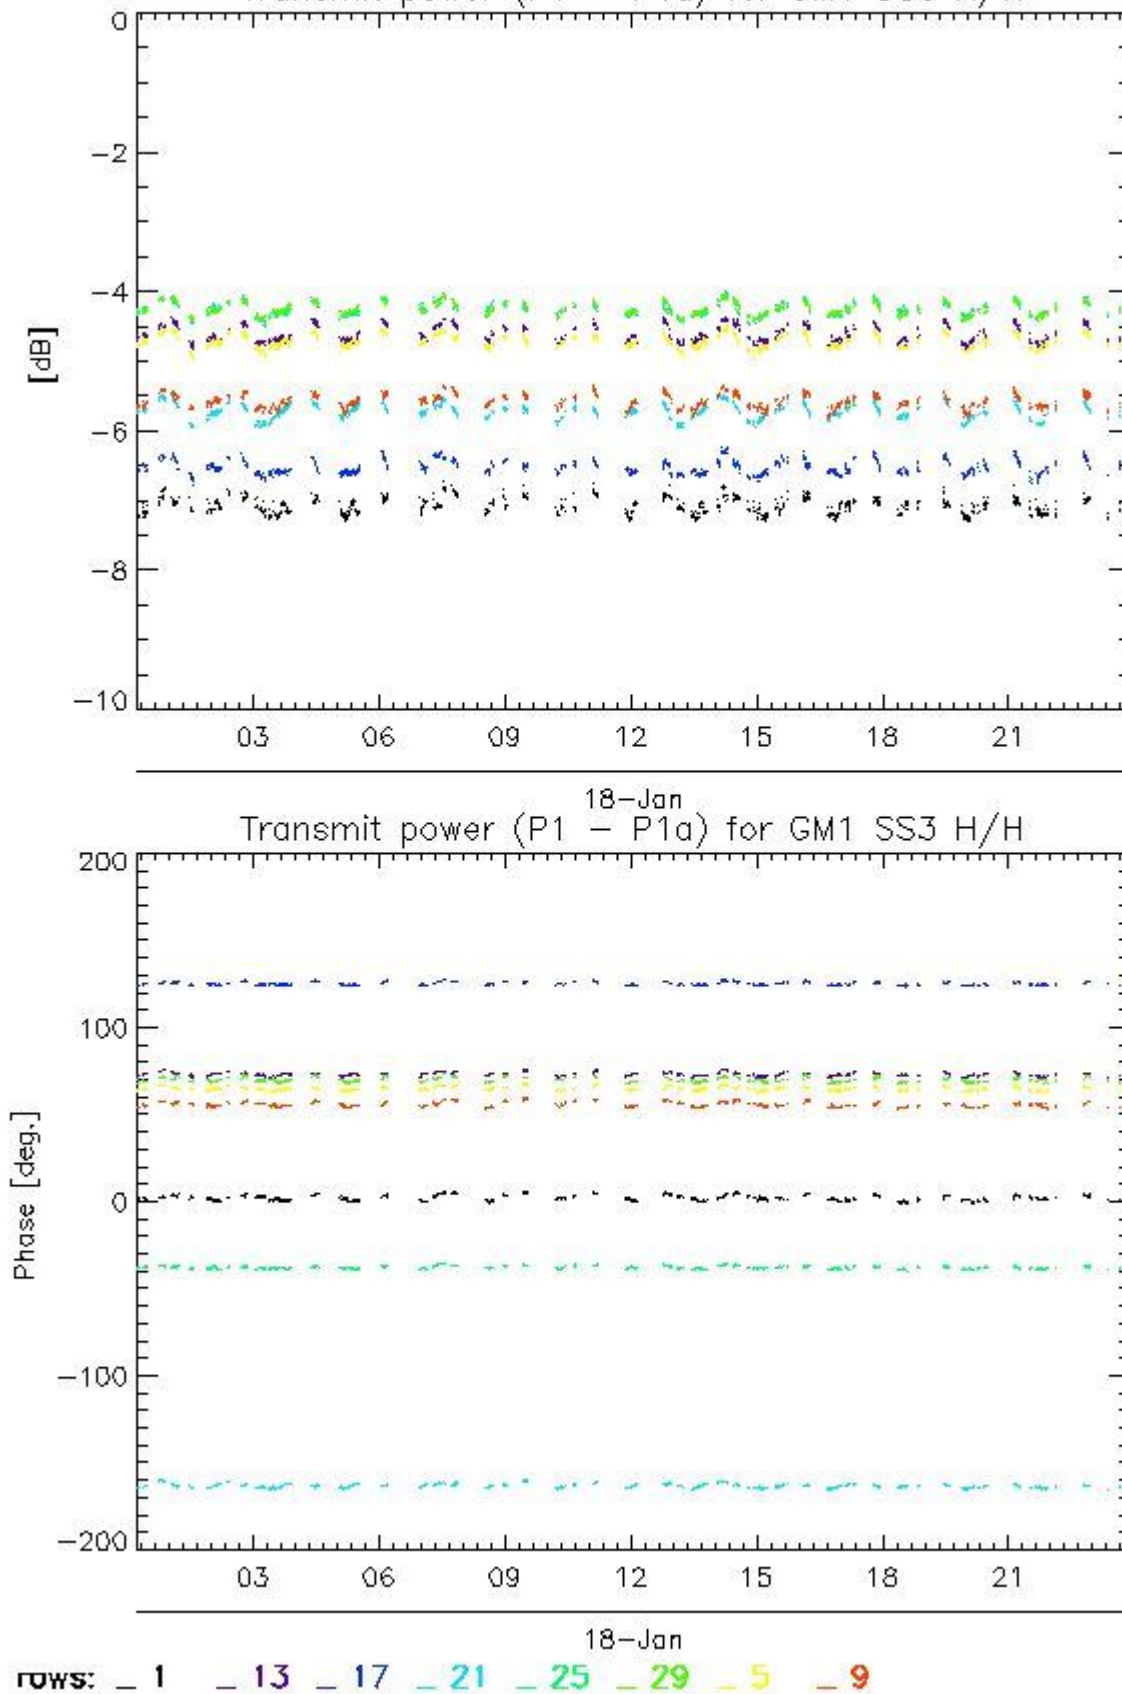 0
−2
−4
[dB]
−6
−8
−10
03 06 09 12 15 18 21
18−Jan
Transmit power (P1 − P1a) for GM1 SS3 H/H
200
100
Phase [deg.]
0
−100
−200
03 06 09 12 15 18 21
18−Jan
rows: _ 1 _ 13 _ 17 _ 21 _ 25 _ 29 _ 5 _ 9